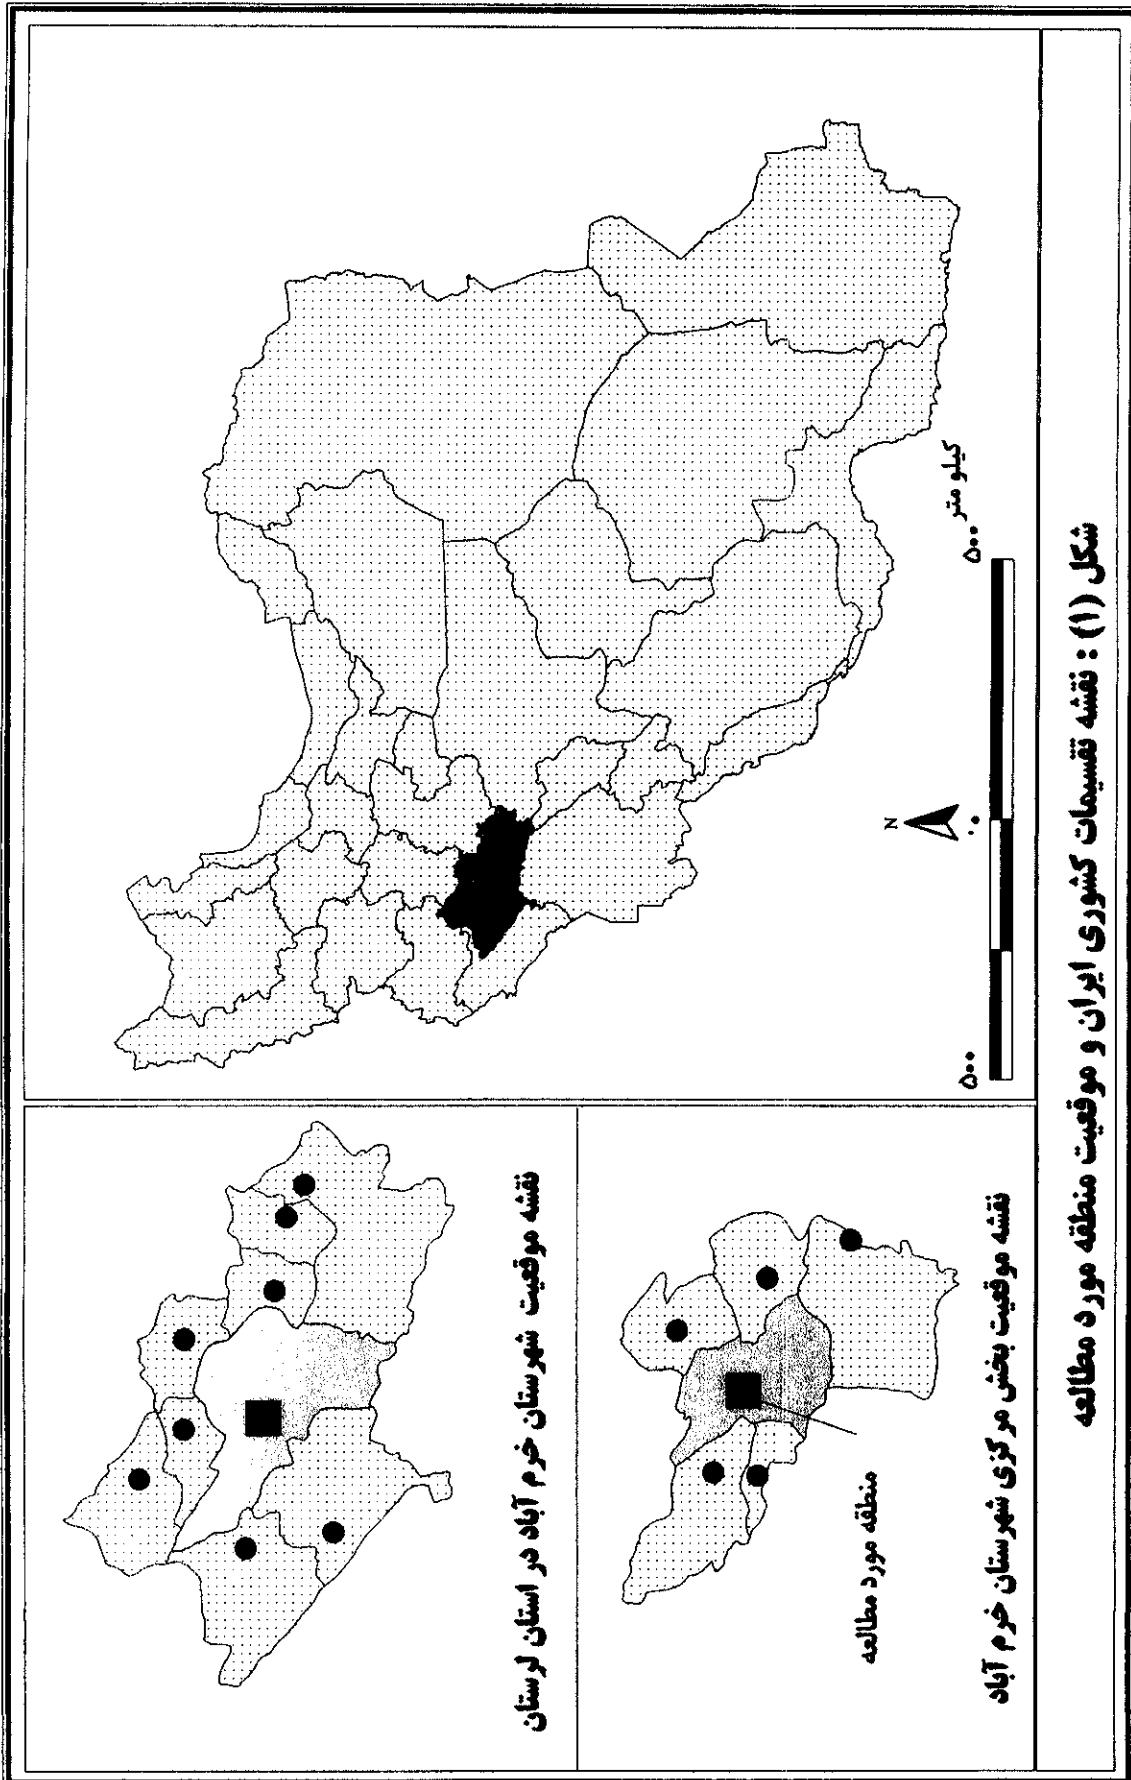 N
۵۰۰
۰
۵۰۰
کیلو متر
نقشه موقعیت شهرستان خرم آباد در استان لرستان
منطقه مورد مطالعه
نقشه موقعیت بخش مرکزی شهرستان خرم آباد
شکل (۱) : نقشه تقسیمات کشوری ایران و موقعیت منطقه مورد مطالعه